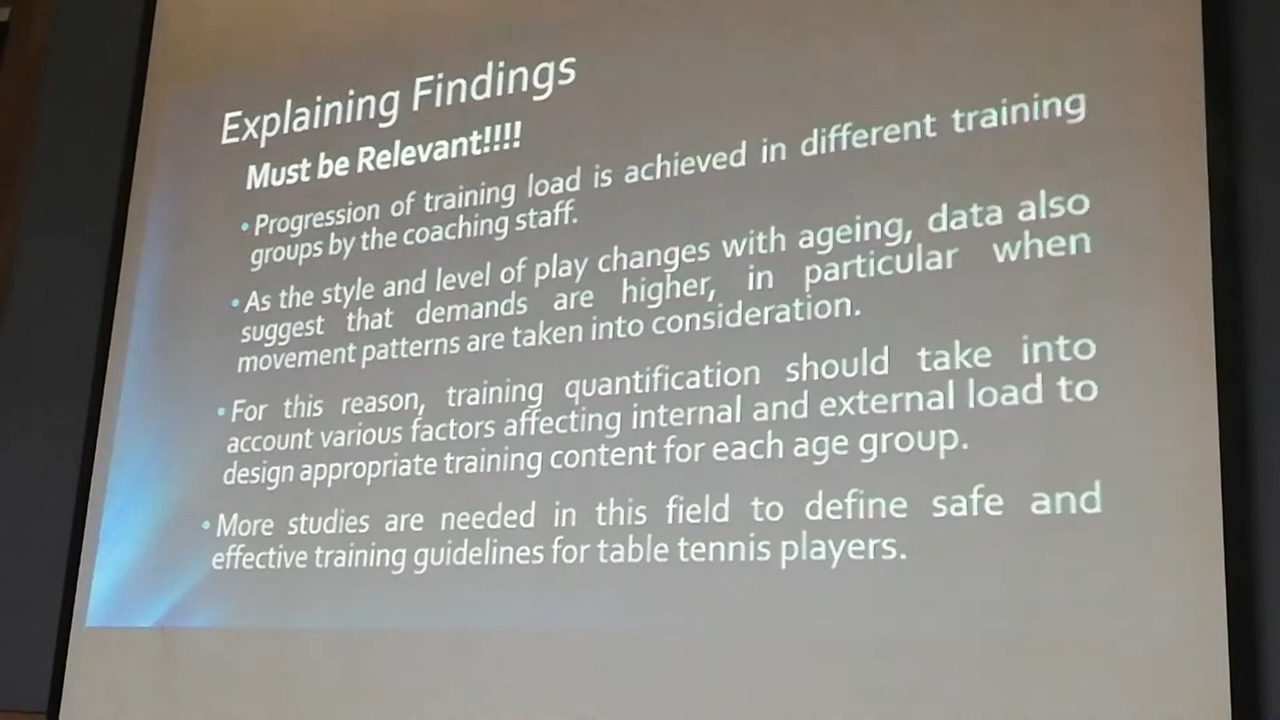 Explaining Findings
Must be Relevant!!!!
• Progression of training load is achieved in different training
groups by the coaching staff.
• As the style and level of play changes with ageing, data also
suggest that demands are higher, in particular when
movement patterns are taken into consideration.
• For this reason, training quantification should take into
account various factors affecting internal and external load to
design appropriate training content for each age group.
• More studies are needed in this field to define safe and
effective training guidelines for table tennis players.